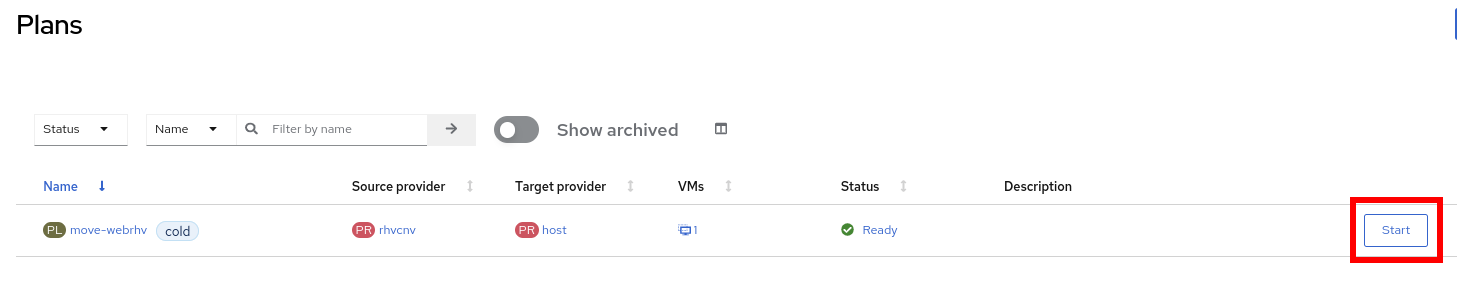 Plans
Status Name Filter by name Show archived
Name Source provider Target provider VMs Status Description
PL move-webrhv cold PR rhvcnv PR host 1 Ready Start